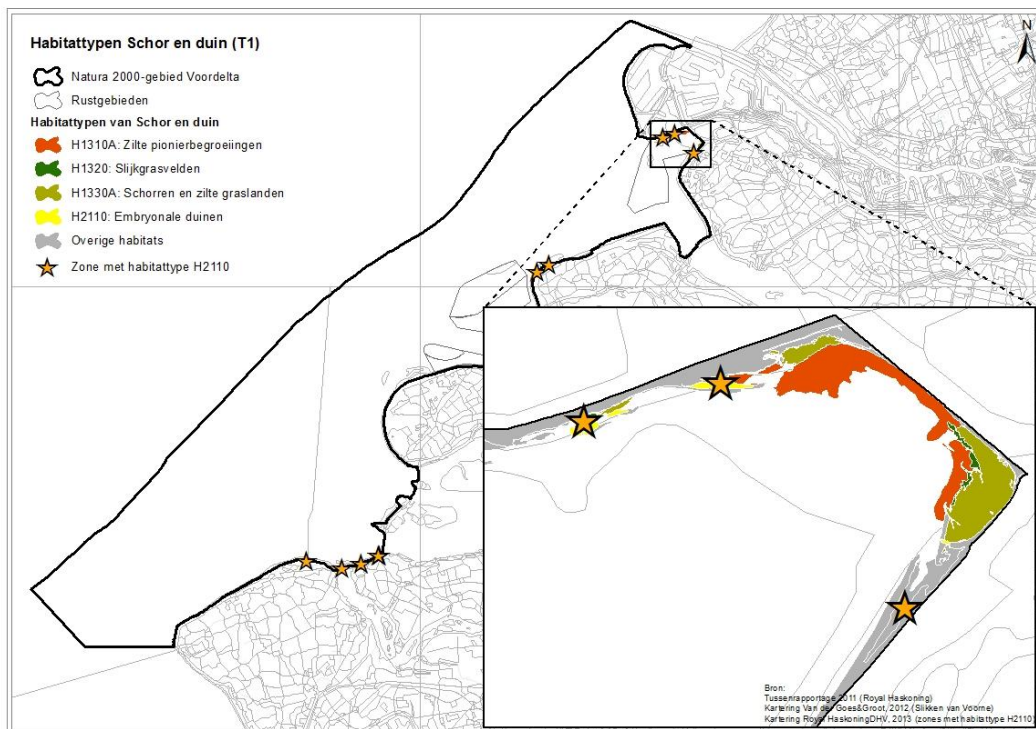 Habitattypen Schor en duin (T1)
Natura 2000-gebied Voordelta
Rustgebieden
Habitattypen van Schor en duin
H1310A: Zilte pionierbegroeiingen
H1320: Slijkgrasvelden
H1330A: Schorren en zilte graslanden
H2110: Embryonale duinen
Overige habitats
Zone met habitattype H2110
N
Bron:
Tussenrapportage 2011 (Royal Haskoning)
Kartering Van der Goes&Groot, 2012 (Slikken van Voorne)
Kartering Royal HaskoningDHV, 2013 (zones met habitattype H2110)